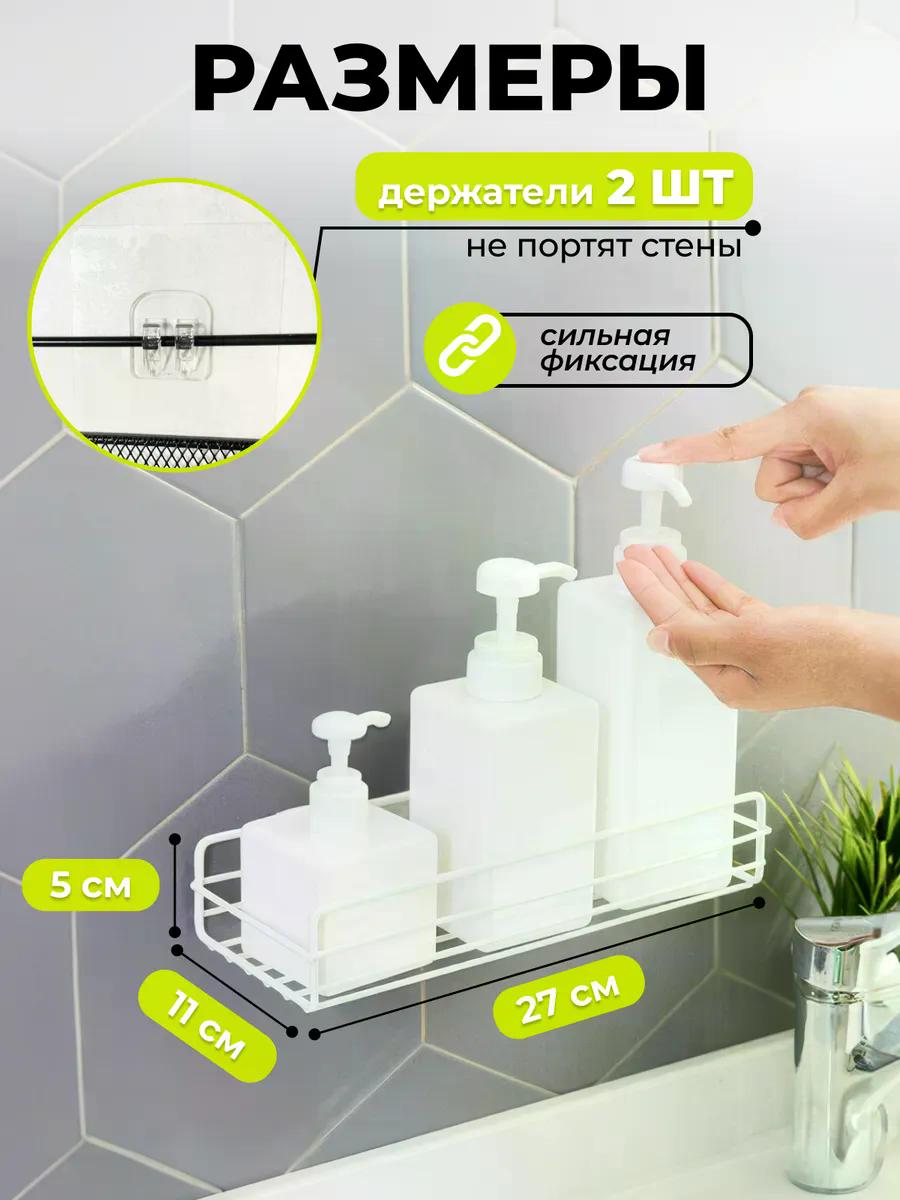 РАЗМЕРЫ
держатели 2 ШТ
не портят стены
сильная
фиксация
5 см
11 см
27 см